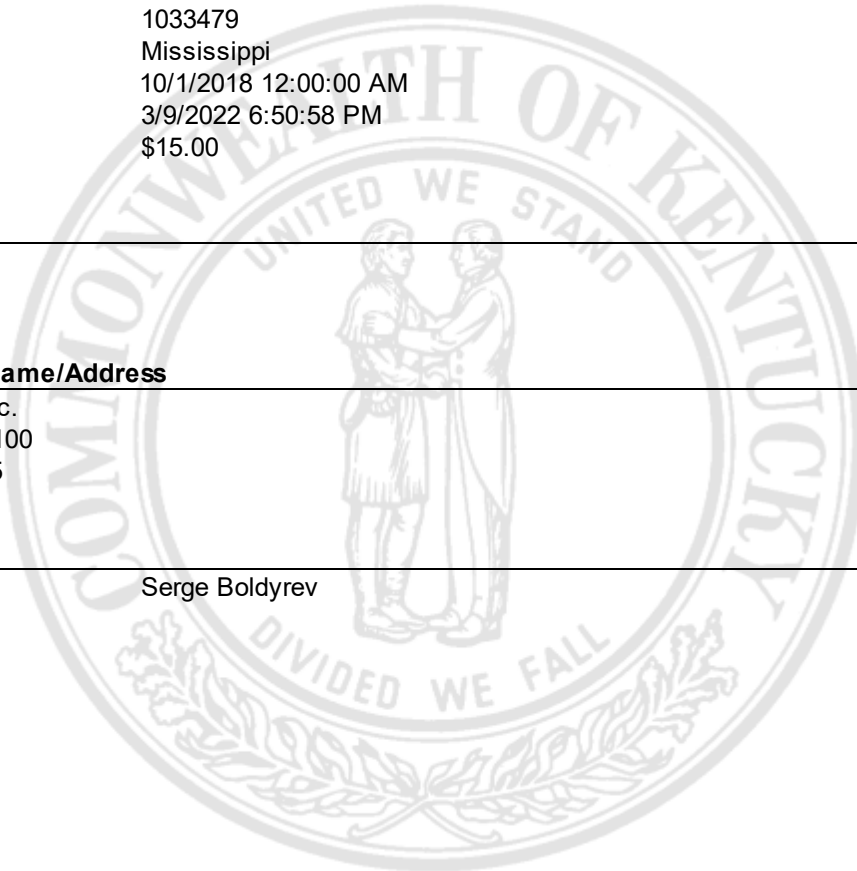 1033479
Mississippi
10/1/2018 12:00:00 AM
3/9/2022 6:50:58 PM
$15.00
COMMONWEALTH OF KENTUCKY
UNITED WE STAND
ame/Address
c.
100
Serge Boldyrev
DIVIDED WE FALL